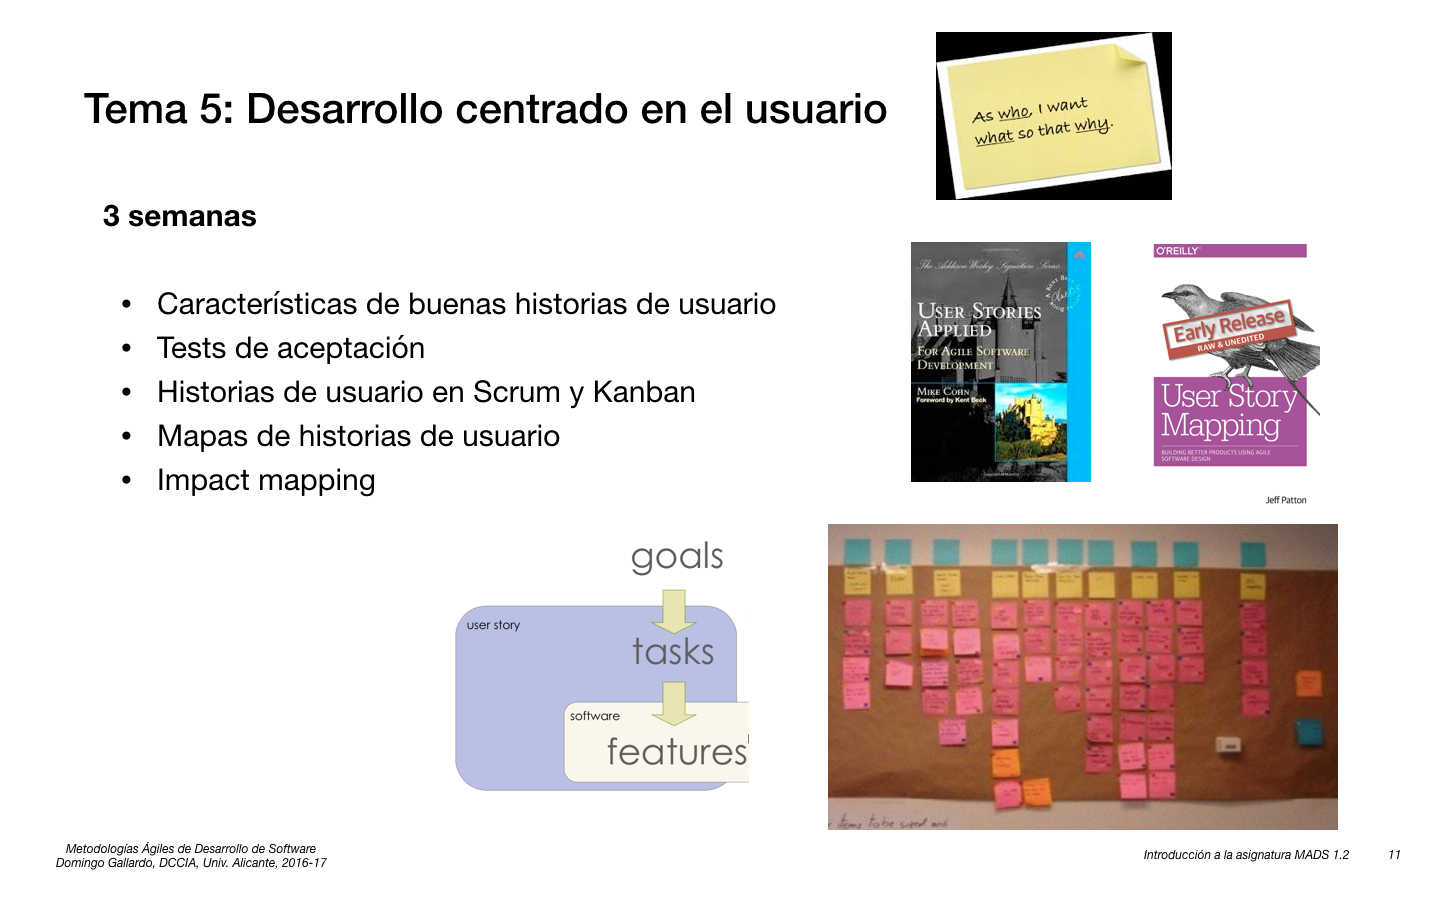 Tema 5: Desarrollo centrado en el usuario
As who, I want
what so that why.
3 semanas
• Características de buenas historias de usuario
• Tests de aceptación
• Historias de usuario en Scrum y Kanban
• Mapas de historias de usuario
• Impact mapping
The Addison Wesley Signature Series
USER STORIES
APPLIED
FOR AGILE SOFTWARE
DEVELOPMENT
MIKE COHN
Foreword by Kent Beck
O'REILLY
Early Release
RAW & UNEDITED
User Story
Mapping
BUILDING BETTER PRODUCTS USING AGILE
SOFTWARE DESIGN
Jeff Patton
goals
user story
tasks
software
features
items to be sized and
Metodologías Ágiles de Desarrollo de Software
Domingo Gallardo, DCCIA, Univ. Alicante, 2016-17
Introducción a la asignatura MADS 1.2
11